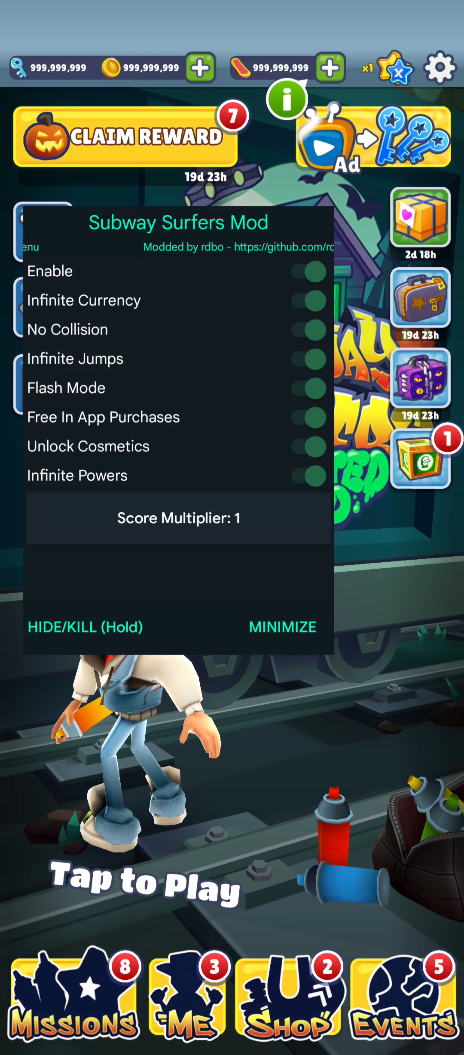 999,999,999 999,999,999 999,999,999 x1
i
7
CLAIM REWARD
Ad
19d 23h
Subway Surfers Mod
enu Modded by rdbo - https://github.com/rd
Enable
Infinite Currency
No Collision
Infinite Jumps
Flash Mode
Free In App Purchases
Unlock Cosmetics
Infinite Powers
Score Multiplier: 1
HIDE/KILL (Hold) MINIMIZE
2d 18h
19d 23h
19d 23h
1
Tap to Play
8 3 2 5
MISSIONS ME SHOP EVENTS